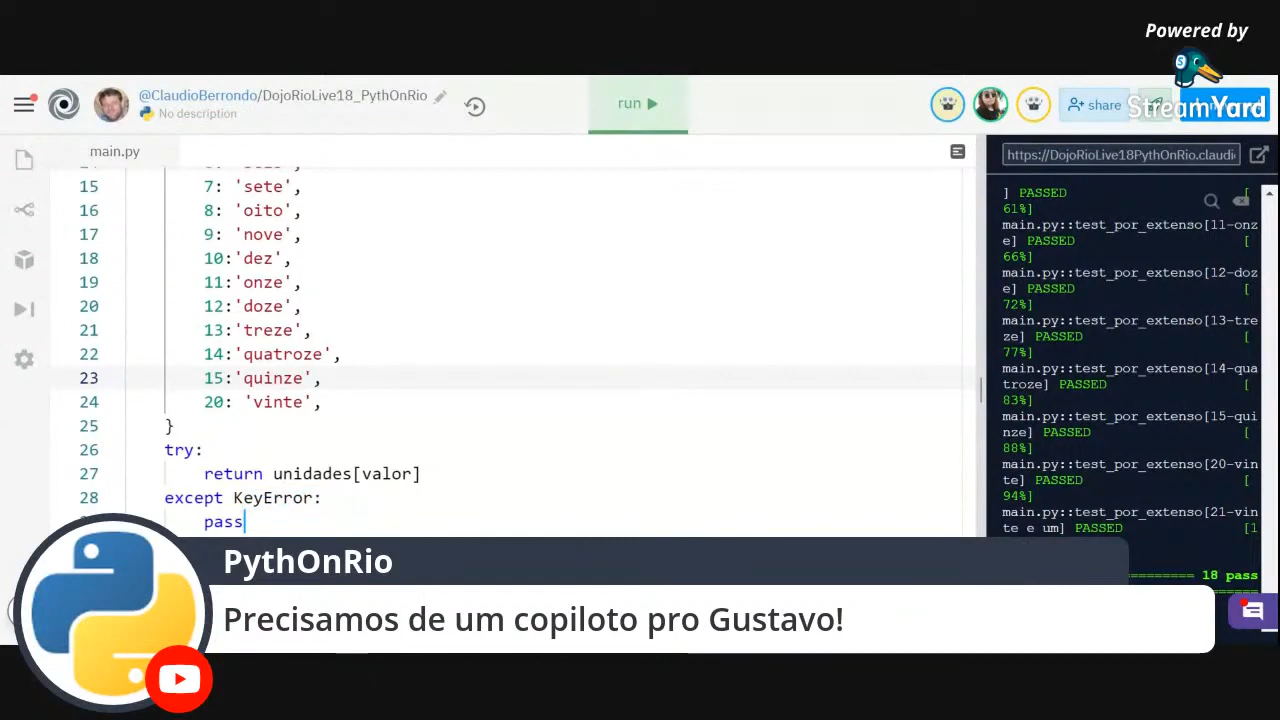 Powered by
StreamYard
@ClaudioBerrondo/DojoRioLive18_PythOnRio
No description
run
share
main.py
https://DojoRioLive18PythOnRio.claudi
15 7: 'sete',
16 8: 'oito',
17 9: 'nove',
18 10:'dez',
19 11:'onze',
20 12:'doze',
21 13:'treze',
22 14:'quatroze',
23 15:'quinze',
24 20: 'vinte',
25 }
26 try:
27 return unidades[valor]
28 except KeyError:
pass
] PASSED [
61%]
main.py::test_por_extenso[11-onz
e] PASSED [
66%]
main.py::test_por_extenso[12-doz
e] PASSED [
72%]
main.py::test_por_extenso[13-tre
ze] PASSED [
77%]
main.py::test_por_extenso[14-qua
troze] PASSED [
83%]
main.py::test_por_extenso[15-qui
nze] PASSED [
88%]
main.py::test_por_extenso[20-vin
te] PASSED [
94%]
main.py::test_por_extenso[21-vin
te e um] PASSED [1
========= 18 pass
PythOnRio
Precisamos de um copiloto pro Gustavo!